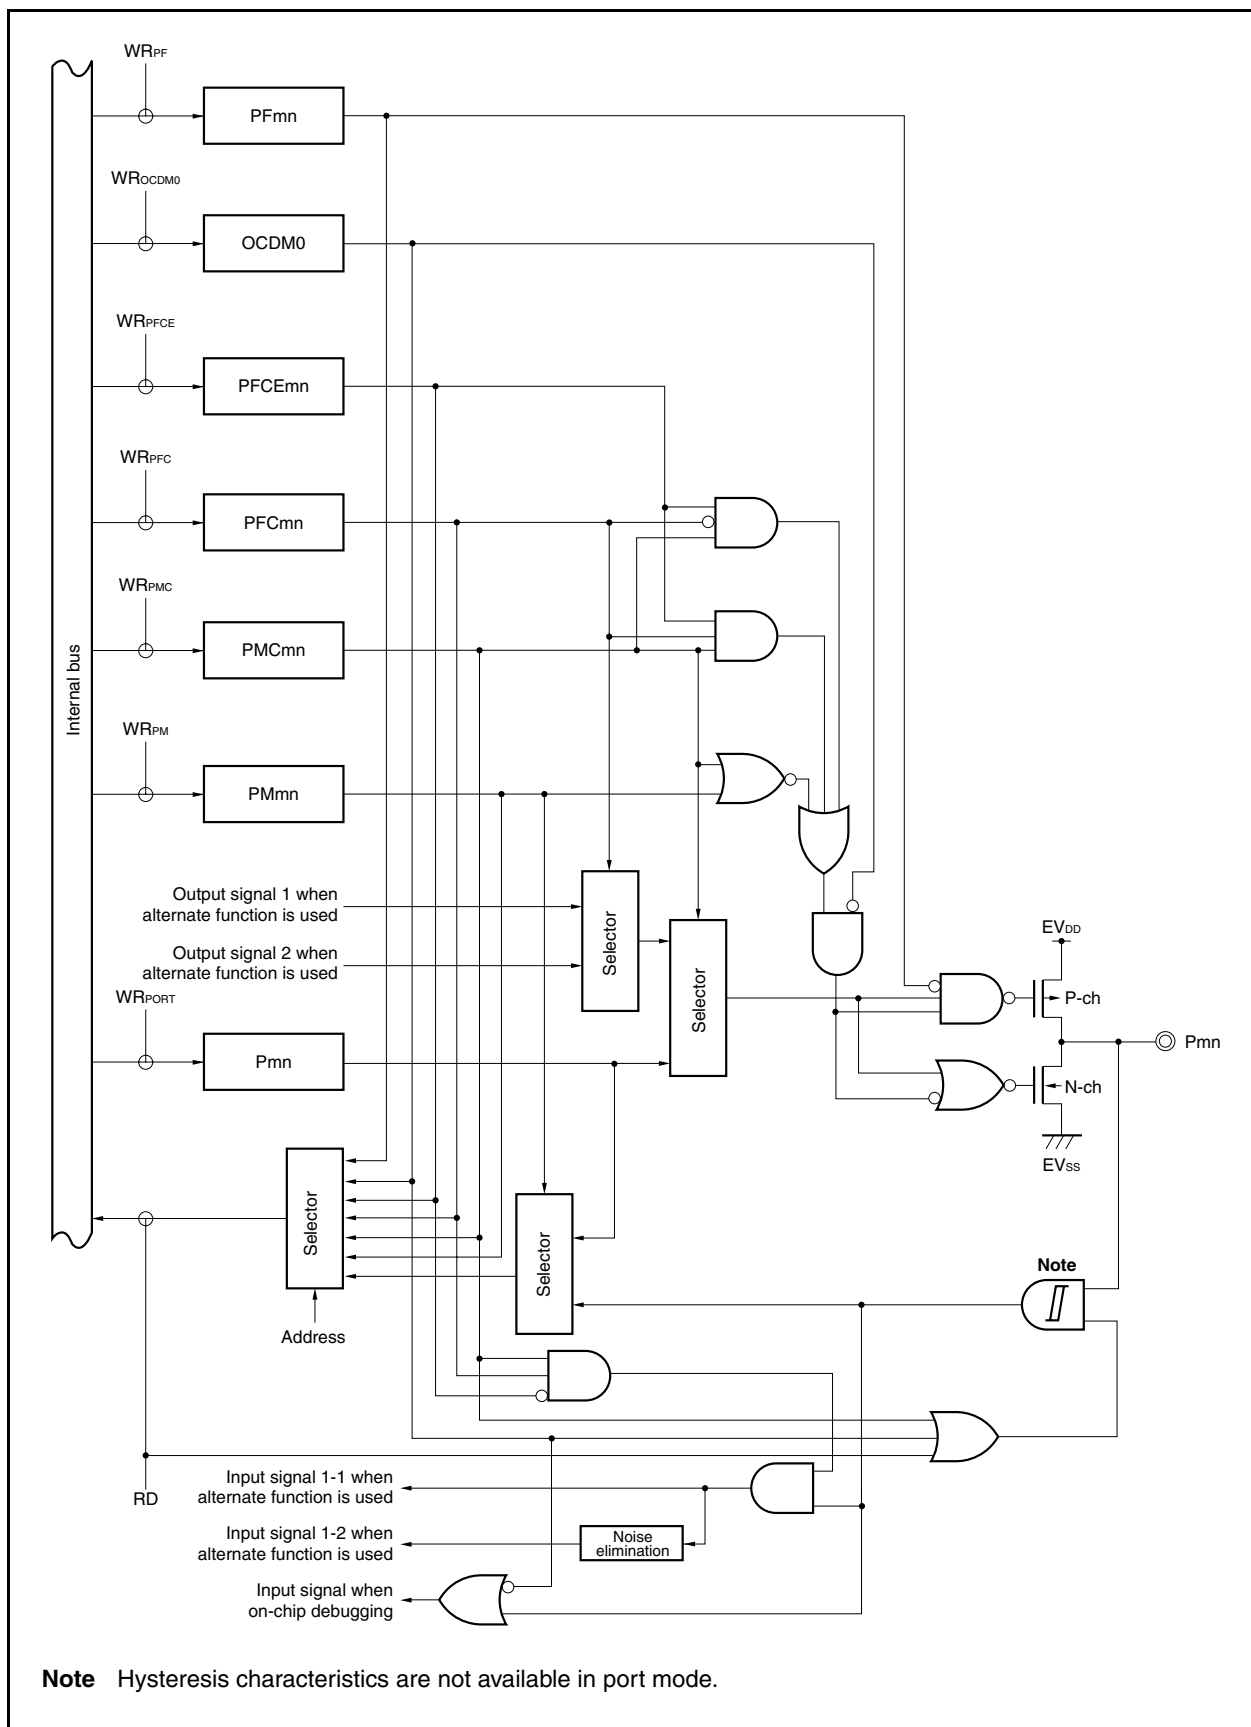 WRPF
PFmn
WROCDM0
OCDM0
WRPFCE
PFCEmn
WRPFC
PFCmn
WRPMC
PMCmn
Internal bus
WRPM
PMmn
Output signal 1 when
alternate function is used
Output signal 2 when
alternate function is used
Selector
Selector
WRPORT
Pmn
EVDD
P-ch
Pmn
N-ch
EVSS
Selector
Selector
Address
Note
RD
Input signal 1-1 when
alternate function is used
Input signal 1-2 when
alternate function is used
Noise
elimination
Input signal when
on-chip debugging
Note Hysteresis characteristics are not available in port mode.